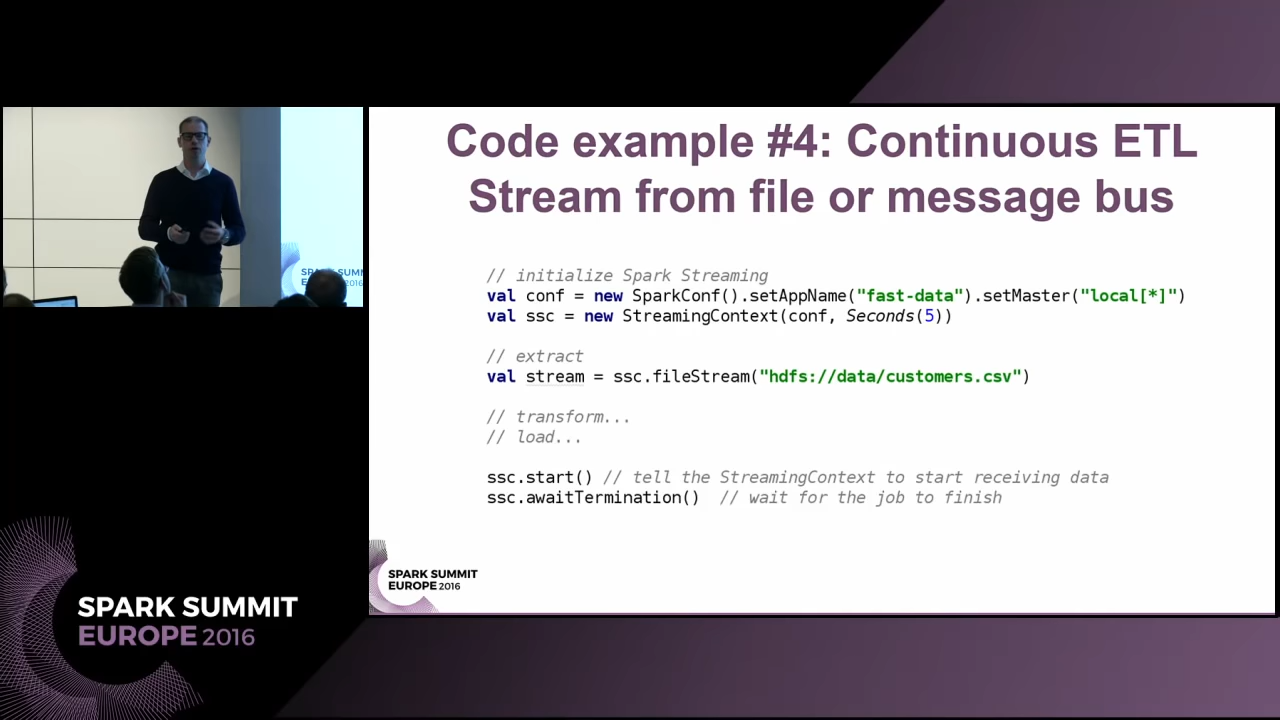 Code example #4: Continuous ETL
Stream from file or message bus
// initialize Spark Streaming
val conf = new SparkConf().setAppName("fast-data").setMaster("local[*]")
val ssc = new StreamingContext(conf, Seconds(5))
// extract
val stream = ssc.fileStream("hdfs://data/customers.csv")
// transform...
// load...
ssc.start() // tell the StreamingContext to start receiving data
ssc.awaitTermination() // wait for the job to finish
SPARK SUMMIT
EUROPE 2016
SPARK SUMMIT
EUROPE 2016